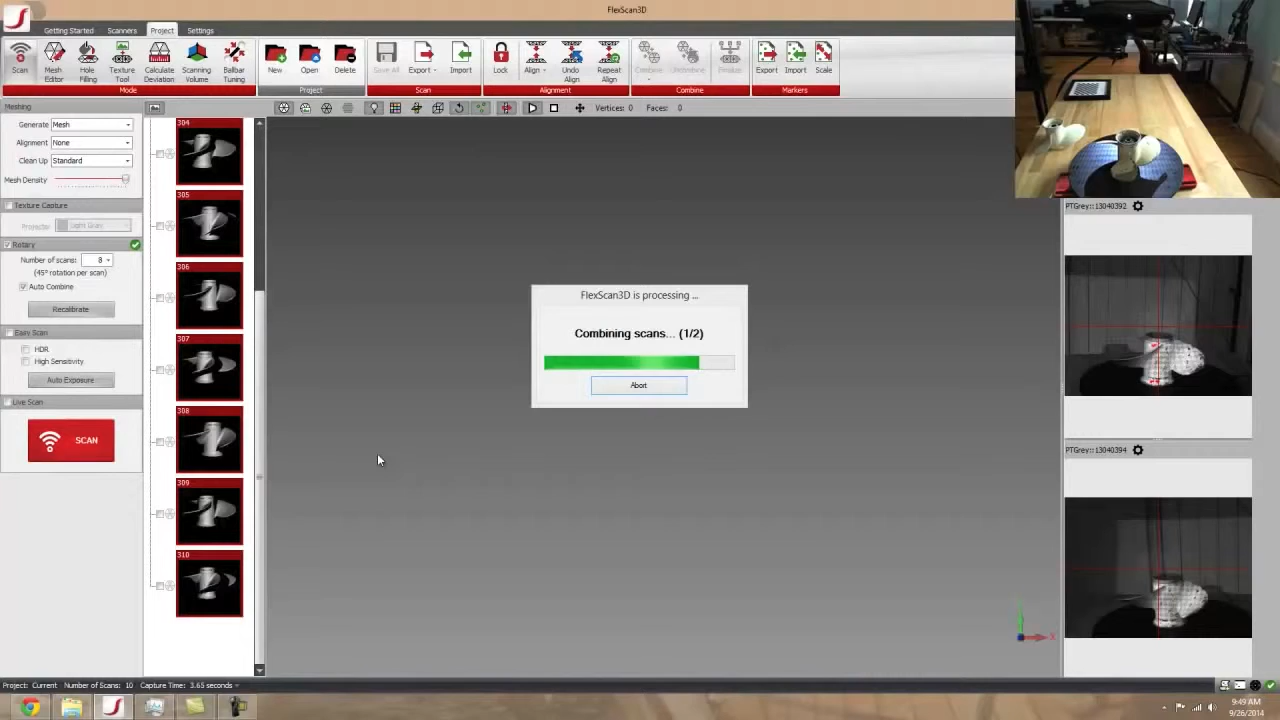 FlexScan3D
Getting Started Scanners Project Settings
Scan
Mesh Editor
Hole Filling
Texture Tool
Calculate Deviation
Scanning Volume
Ballbar Tuning
Mode
New
Open
Delete
Project
Save All
Export
Import
Scan
Lock
Align
Undo Align
Repeat Align
Alignment
Combine
Uncombine
Finalize
Combine
Export
Import
Scale
Markers
Meshing
Vertices: 0 Faces: 0
Generate Mesh
Alignment None
Clean Up Standard
Mesh Density
Texture Capture
Projector: Light Gray
Rotary
Number of scans: 8
(45° rotation per scan)
Auto Combine
Recalibrate
Easy Scan
HDR
High Sensitivity
Auto Exposure
Live Scan
SCAN
304
305
306
307
308
309
310
FlexScan3D is processing ...
Combining scans... (1/2)
Abort
PTGrey::13040392
PTGrey::13040394
X
Project: Current Number of Scans: 10 Capture Time: 3.65 seconds
9:49 AM
9/26/2014